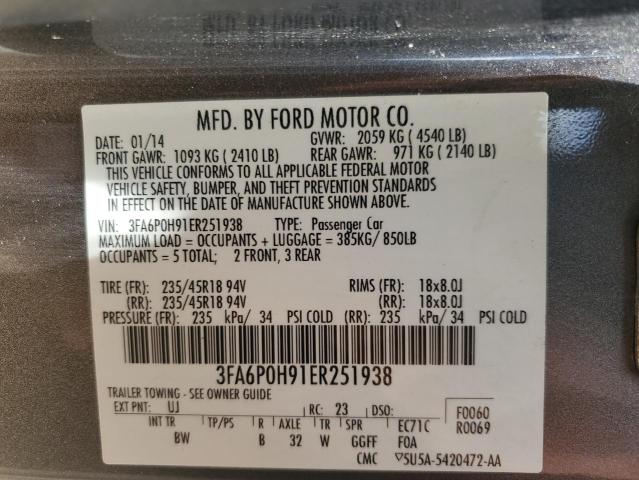 MFD. BY FORD MOTOR CO.
DATE: 01/14 GVWR: 2059 KG (4540 LB)
FRONT GAWR: 1093 KG (2410 LB) REAR GAWR: 971 KG (2140 LB)
THIS VEHICLE CONFORMS TO ALL APPLICABLE FEDERAL MOTOR
VEHICLE SAFETY, BUMPER, AND THEFT PREVENTION STANDARDS
IN EFFECT ON THE DATE OF MANUFACTURE SHOWN ABOVE.
VIN: 3FA6P0H91ER251938 TYPE: Passenger Car
MAXIMUM LOAD = OCCUPANTS + LUGGAGE = 385KG/ 850LB
OCCUPANTS = 5 TOTAL; 2 FRONT, 3 REAR
TIRE (FR): 235/45R18 94V RIMS (FR): 18x8.0J
(RR): 235/45R18 94V (RR): 18x8.0J
PRESSURE (FR): 235 kPa/ 34 PSI COLD (RR): 235 kPa/ 34 PSI COLD
3FA6P0H91ER251938
TRAILER TOWING - SEE OWNER GUIDE
EXT PNT: UJ RC: 23 DSO: F0060
INT TR TP/PS R AXLE TR SPR EC71C R0069
BW B 32 W GGFF F0A
CMC ▽5U5A-5420472-AA